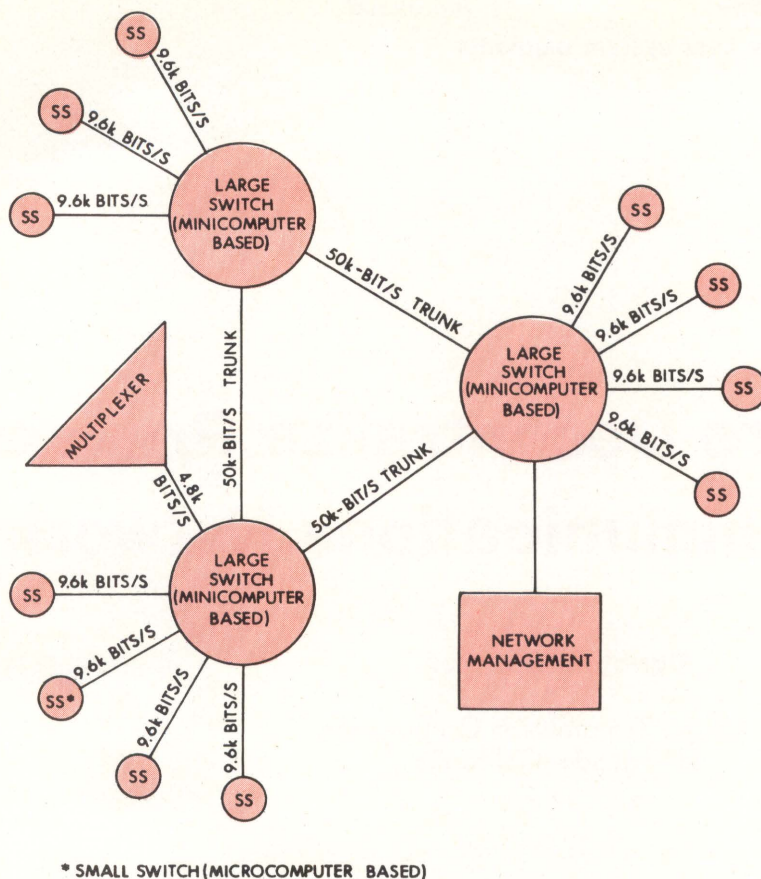 SS
9.6k BITS/S
SS
9.6k BITS/S
SS
9.6k BITS/S
LARGE
SWITCH
(MINICOMPUTER
BASED)
50k-BIT/S TRUNK
SS
9.6k BITS/S
SS
9.6k BITS/S
SS
9.6k BITS/S
SS
9.6k BITS/S
LARGE
SWITCH
(MINICOMPUTER
BASED)
50k-BIT/S TRUNK
MULTIPLEXER
4.8k
BITS/S
50k-BIT/S TRUNK
LARGE
SWITCH
(MINICOMPUTER
BASED)
SS
9.6k BITS/S
SS*
9.6k BITS/S
SS
9.6k BITS/S
SS
9.6k BITS/S
NETWORK
MANAGEMENT
* SMALL SWITCH (MICROCOMPUTER BASED)